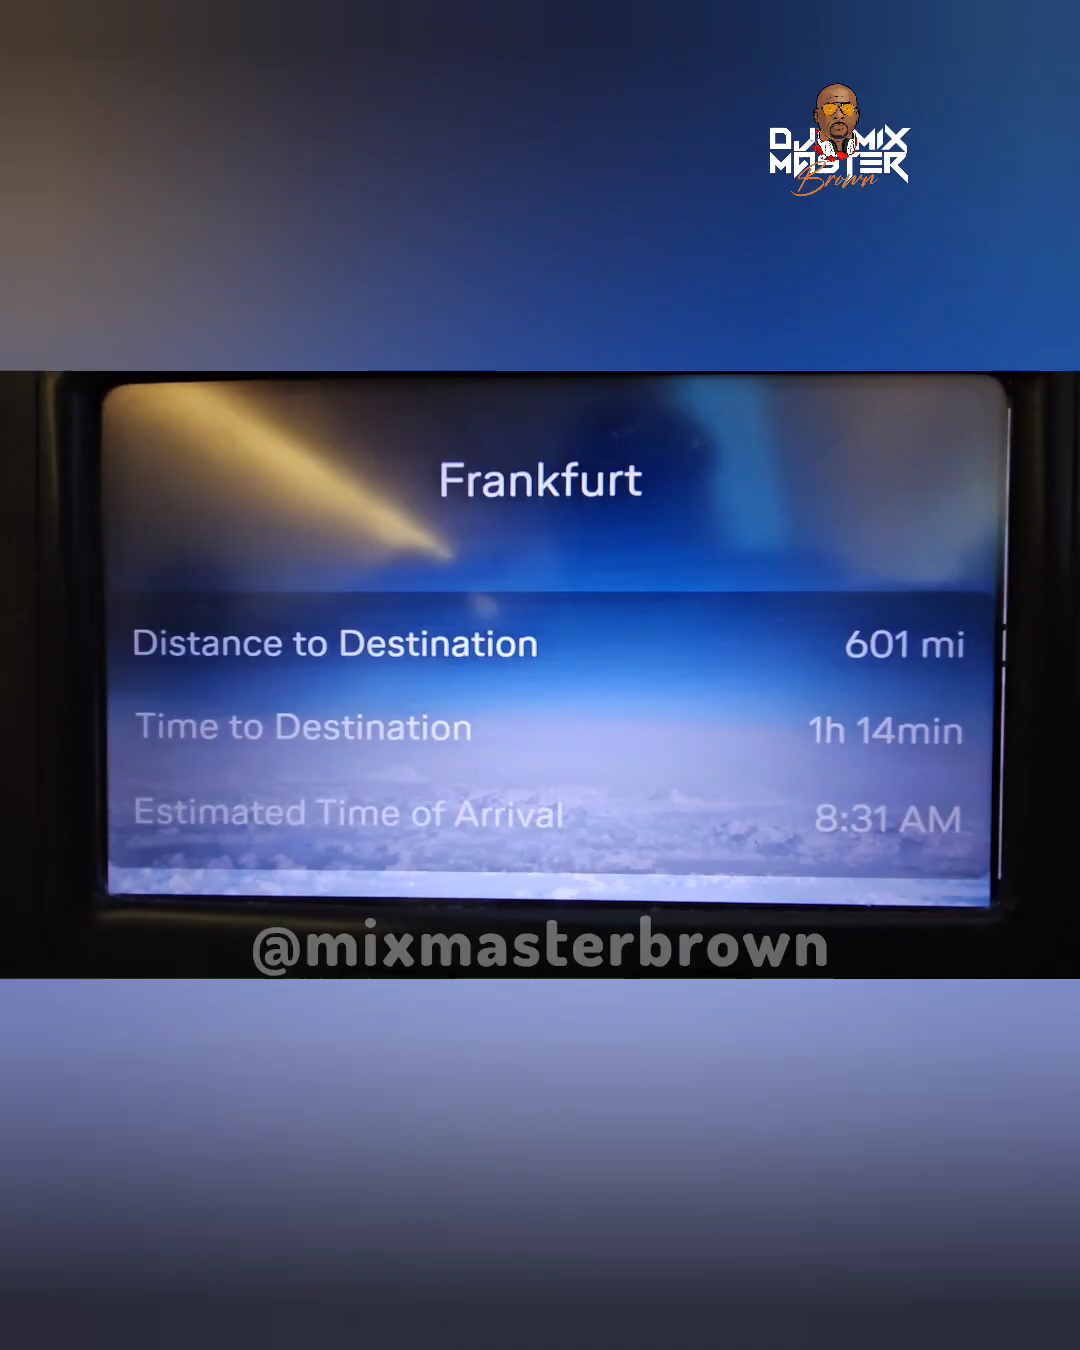 DJ MIX
MASTER
Brown
Frankfurt
Distance to Destination 601 mi
Time to Destination 1h 14min
Estimated Time of Arrival 8:31 AM
@mixmasterbrown